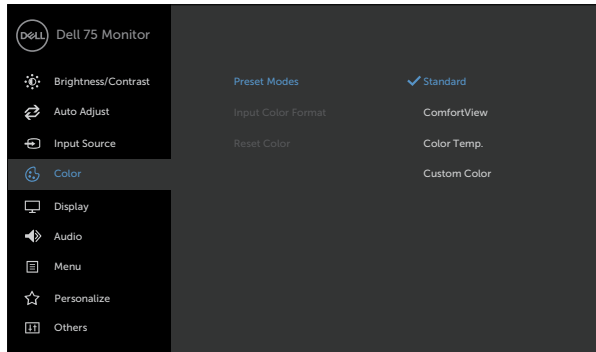 DELL Dell 75 Monitor
Brightness/Contrast Preset Modes Standard
Auto Adjust Input Color Format ComfortView
Input Source Reset Color Color Temp.
Color Custom Color
Display
Audio
Menu
Personalize
Others